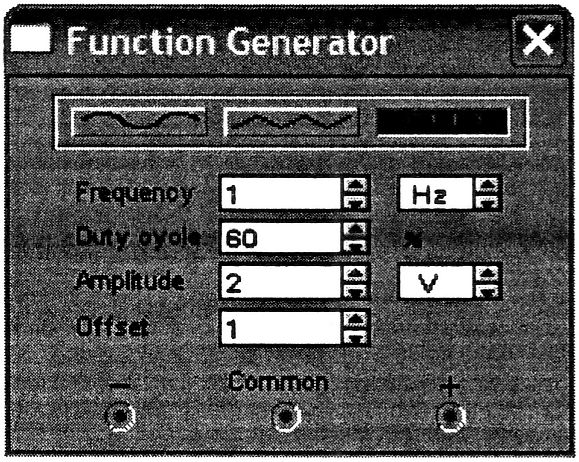 Function Generator
Frequency 1 Hz
Duty cycle 60 %
Amplitude 2 V
Offset 1
− Common +